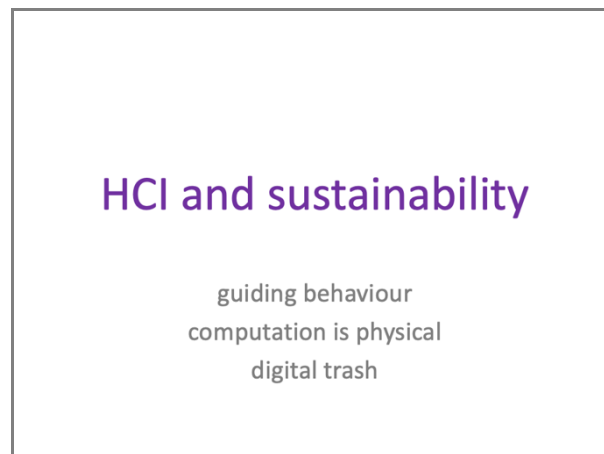 HCI and sustainability
guiding behaviour
computation is physical
digital trash